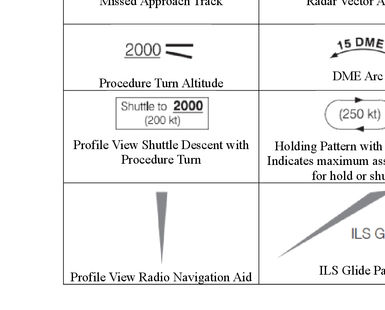 Missed Approach Track
Radar Vector A
2000
15 DME
Procedure Turn Altitude
DME Arc
Shuttle to 2000
(200 kt)
(250 kt)
Profile View Shuttle Descent with
Procedure Turn
Holding Pattern with
Indicates maximum ass
for hold or shu
ILS G
Profile View Radio Navigation Aid
ILS Glide Pa